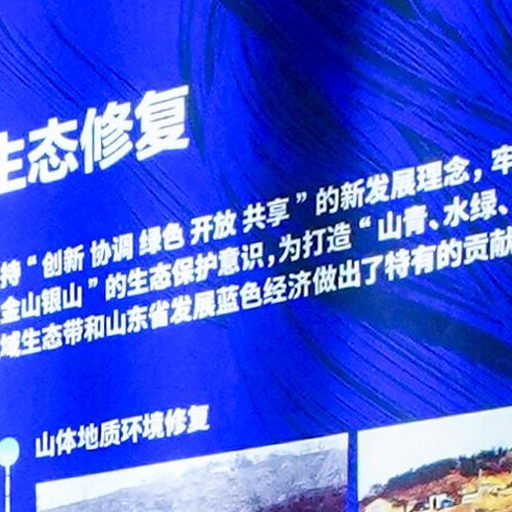 生态修复
持“创新 协调 绿色 开放 共享”的新发展理念，牢
金山银山”的生态保护意识，为打造“山青、水绿、
域生态带和山东省发展蓝色经济做出了特有的贡献
山体地质环境修复